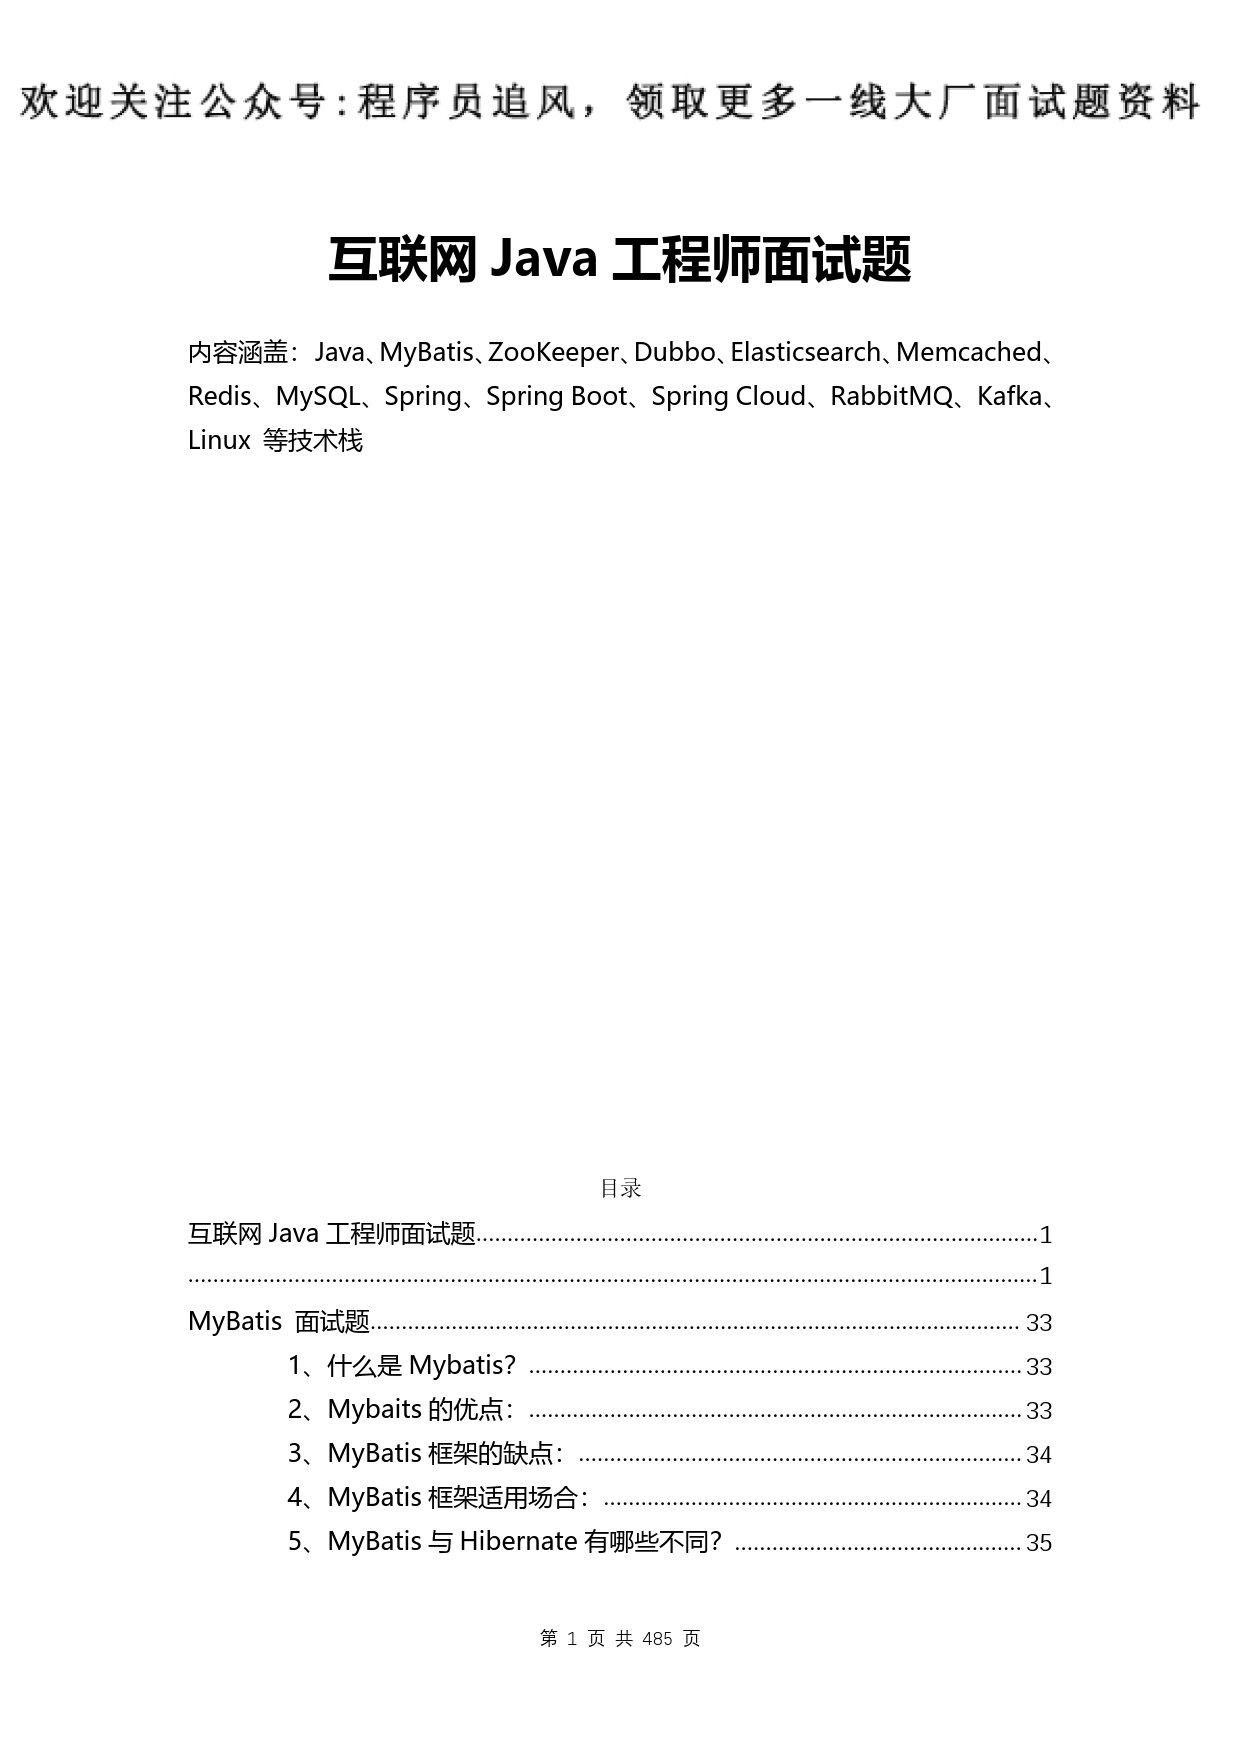 欢迎关注公众号:程序员追风，领取更多一线大厂面试题资料
互联网 Java 工程师面试题
内容涵盖：Java、MyBatis、ZooKeeper、Dubbo、Elasticsearch、Memcached、
Redis、MySQL、Spring、Spring Boot、Spring Cloud、RabbitMQ、Kafka、
Linux 等技术栈
目录
互联网 Java 工程师面试题........................................................................................1
........................................................................................................................................1
MyBatis 面试题........................................................................................................ 33
1、什么是 Mybatis？............................................................................... 33
2、Mybaits 的优点：............................................................................... 33
3、MyBatis 框架的缺点：....................................................................... 34
4、MyBatis 框架适用场合：................................................................... 34
5、MyBatis 与 Hibernate 有哪些不同？.............................................. 35
第 1 页 共 485 页